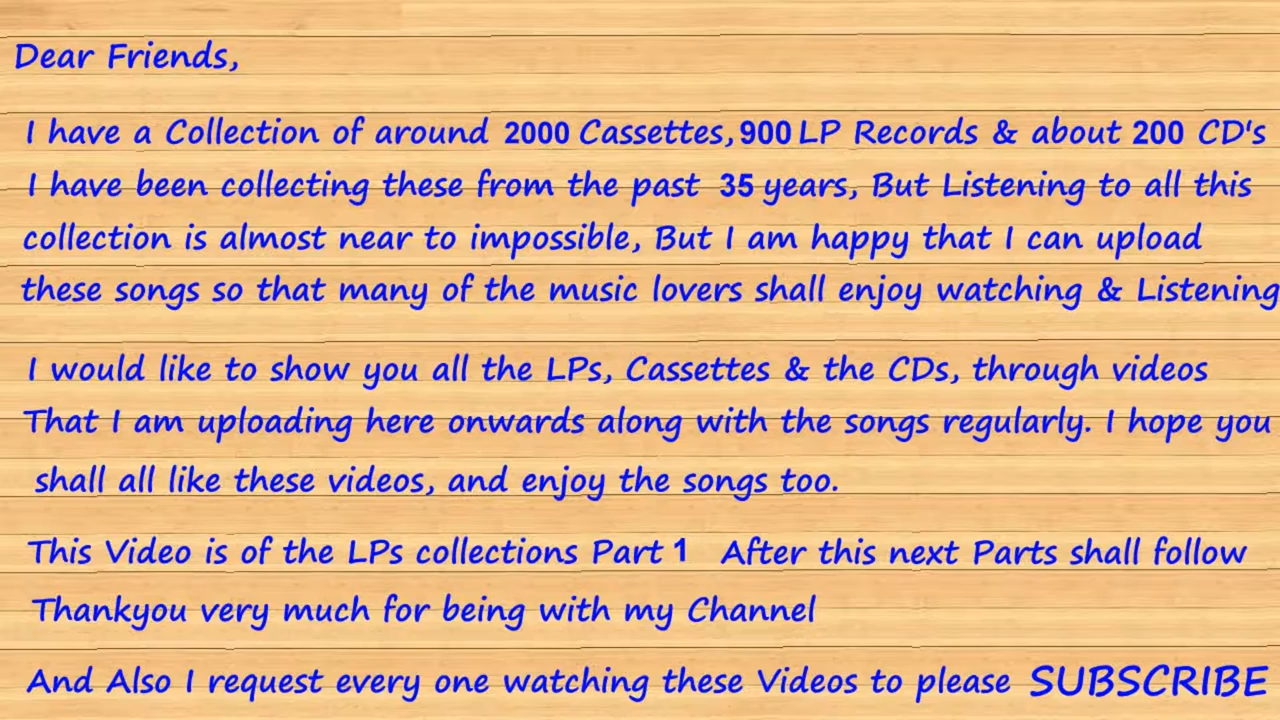 Dear Friends,
I have a Collection of around 2000 Cassettes, 900 LP Records & about 200 CD's
I have been collecting these from the past 35 years, But Listening to all this
collection is almost near to impossible, But I am happy that I can upload
these songs so that many of the music lovers shall enjoy watching & Listening
I would like to show you all the LPs, Cassettes & the CDs, through videos
That I am uploading here onwards along with the songs regularly. I hope you
shall all like these videos, and enjoy the songs too.
This Video is of the LPs collections Part 1 After this next Parts shall follow
Thankyou very much for being with my Channel
And Also I request every one watching these Videos to please SUBSCRIBE